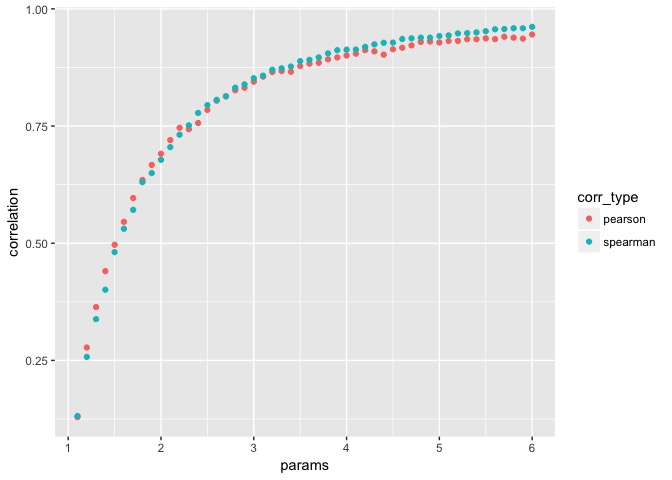 1.00
0.75
0.50
0.25
correlation
1 2 3 4 5 6
params
corr_type
pearson
spearman